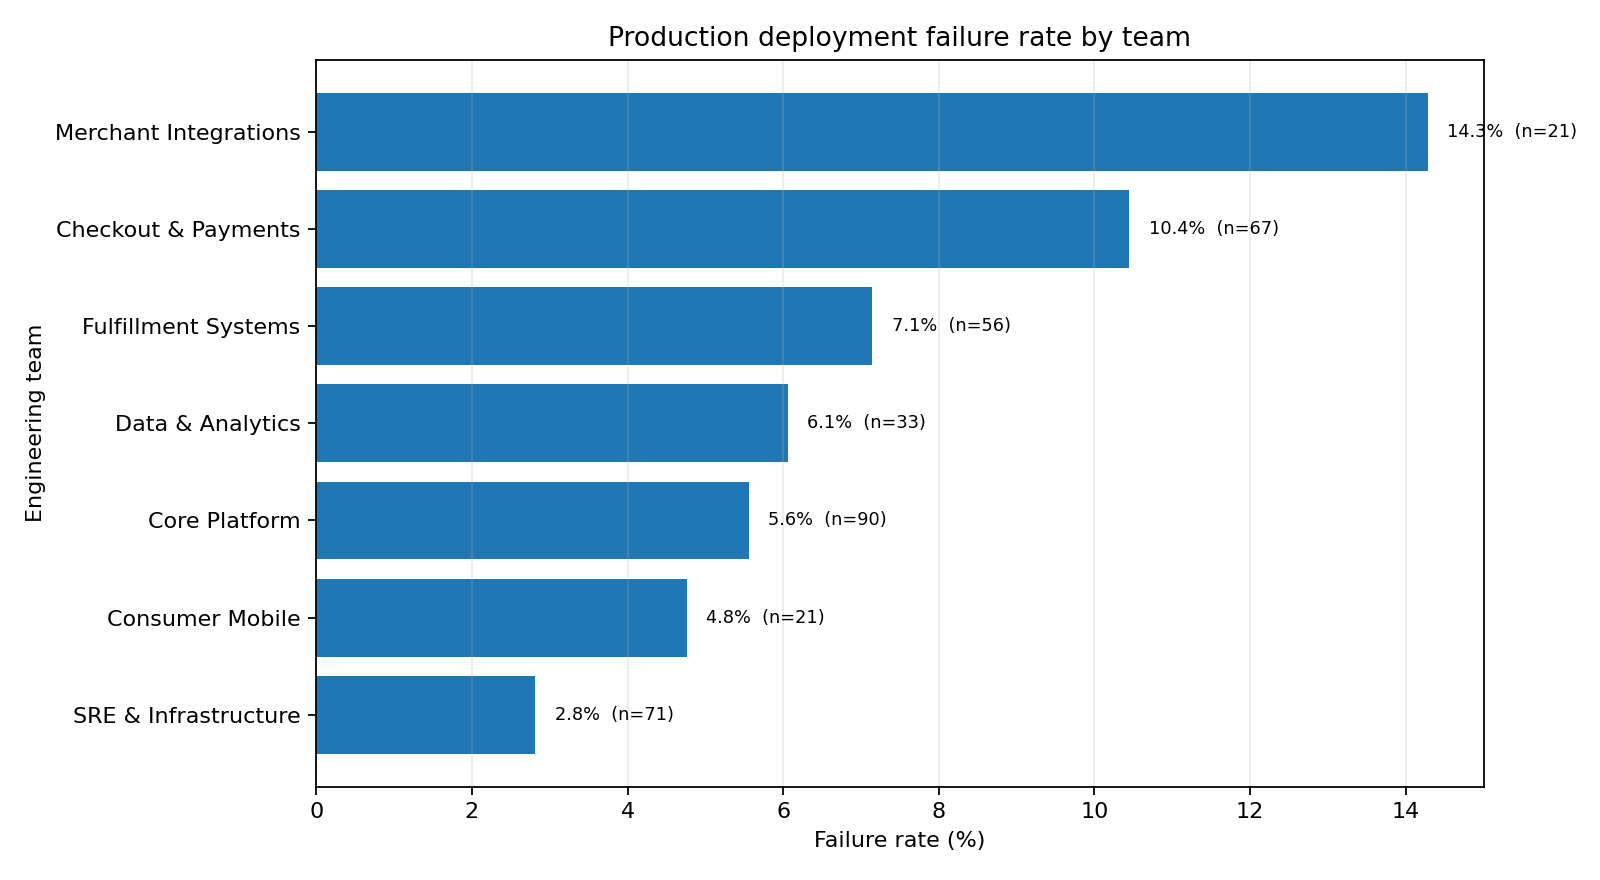 Production deployment failure rate by team
Engineering team
Merchant Integrations
14.3% (n=21)
Checkout & Payments
10.4% (n=67)
Fulfillment Systems
7.1% (n=56)
Data & Analytics
6.1% (n=33)
Core Platform
5.6% (n=90)
Consumer Mobile
4.8% (n=21)
SRE & Infrastructure
2.8% (n=71)
0 2 4 6 8 10 12 14
Failure rate (%)